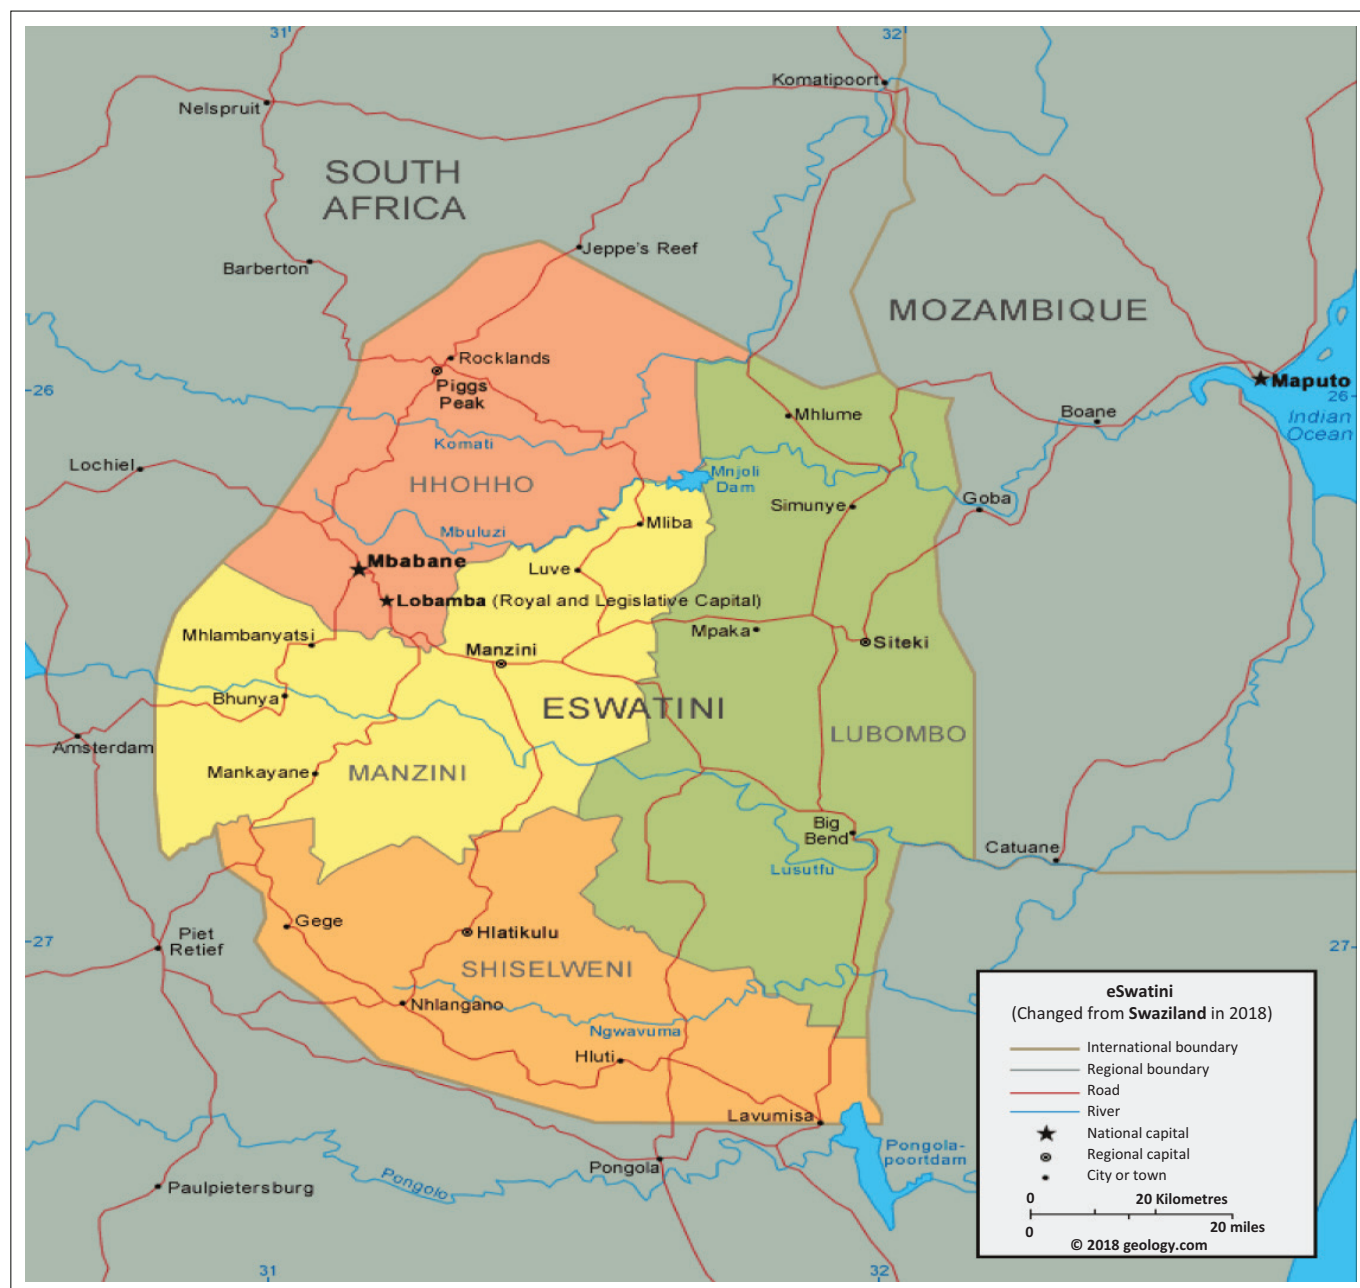 31
32
Komatipoort
Nelspruit
SOUTH
AFRICA
Jeppe's Reef
Barberton
MOZAMBIQUE
Rocklands
Piggs
Peak
Maputo
26
26
Indian
Ocean
Mhlume
Boane
Komati
Lochiel
HHOHHO
Mnjoli
Dam
Goba
Simunye
Mliba
Mbuluzi
Mbabane
Luve
Lobamba (Royal and Legislative Capital)
Mhlambanyatsi
Mpaka
Siteki
Manzini
Bhunya
ESWATINI
LUBOMBO
Amsterdam
Mankayane
MANZINI
Big
Bend
Catuane
Lusutfu
Gege
Hlatikulu
Piet
Retief
27
27
SHISELWENI
Nhlangano
Ngwavuma
Hluti
Lavumisa
Pongola-
poortdam
Pongola
Pongolo
Paulpietersburg
31
32
eSwatini
(Changed from Swaziland in 2018)
International boundary
Regional boundary
Road
River
National capital
Regional capital
City or town
0 20 Kilometres
0 20 miles
© 2018 geology.com